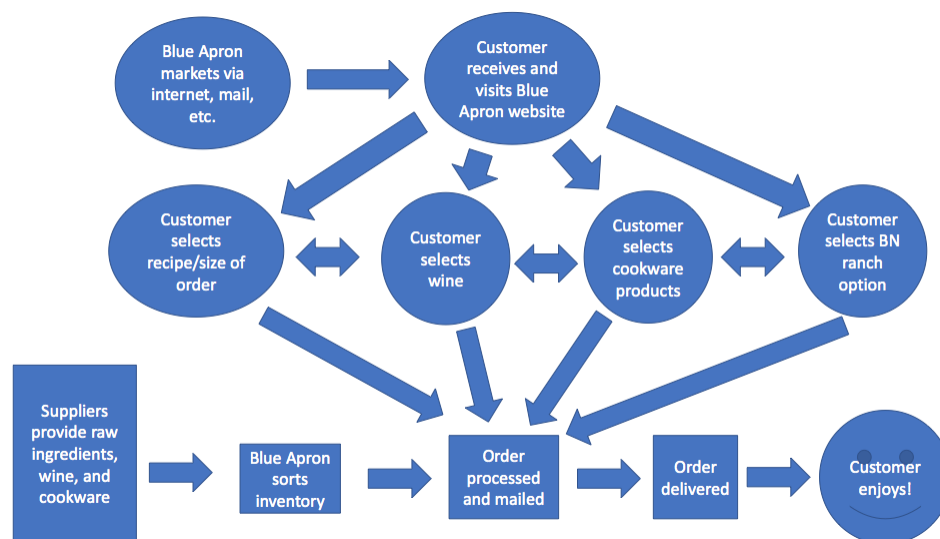 Blue Apron
markets via
internet, mail,
etc.
Customer
receives and
visits Blue
Apron website
Customer
selects
recipe/size of
order
Customer
selects
wine
Customer
selects
cookware
products
Customer
selects BN
ranch
option
Suppliers
provide raw
ingredients,
wine, and
cookware
Blue Apron
sorts
inventory
Order
processed
and mailed
Order
delivered
Customer
enjoys!